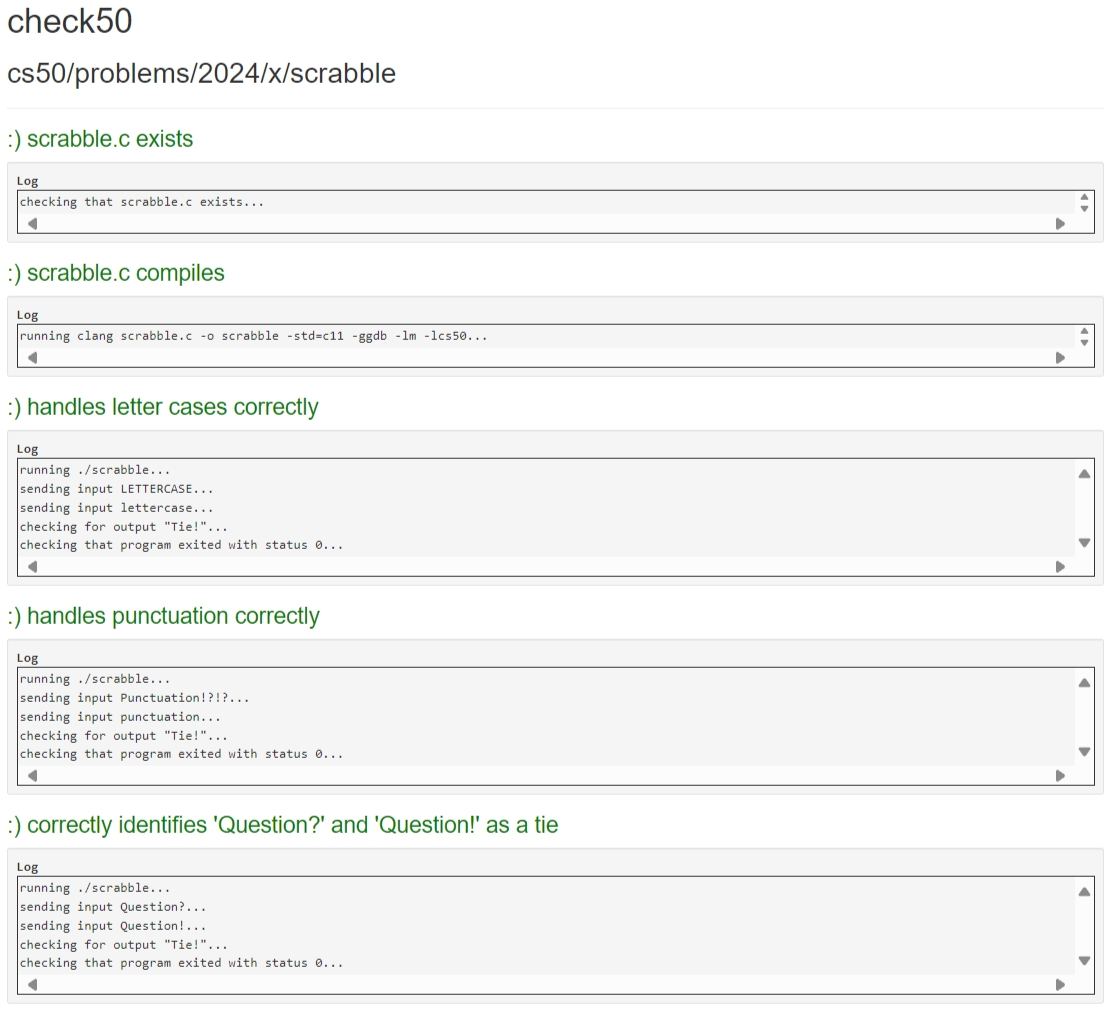 check50
cs50/problems/2024/x/scrabble
:) scrabble.c exists
Log
checking that scrabble.c exists...
:) scrabble.c compiles
Log
running clang scrabble.c -o scrabble -std=c11 -ggdb -lm -lcs50...
:) handles letter cases correctly
Log
running ./scrabble...
sending input LETTERCASE...
sending input lettercase...
checking for output "Tie!"...
checking that program exited with status 0...
:) handles punctuation correctly
Log
running ./scrabble...
sending input Punctuation!?!?...
sending input punctuation...
checking for output "Tie!"...
checking that program exited with status 0...
:) correctly identifies 'Question?' and 'Question!' as a tie
Log
running ./scrabble...
sending input Question?...
sending input Question!...
checking for output "Tie!"...
checking that program exited with status 0...